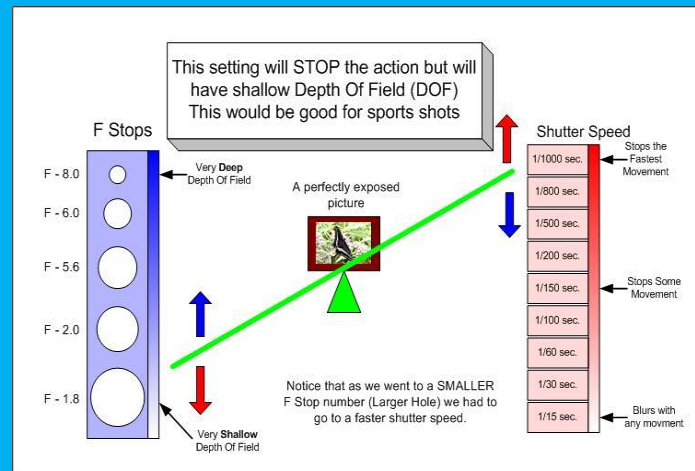 This setting will STOP the action but will
have shallow Depth Of Field (DOF)
This would be good for sports shots
F Stops
F - 8.0
F - 6.0
F - 5.6
F - 2.0
F - 1.8
Very Deep
Depth Of Field
Very Shallow
Depth Of Field
A perfectly exposed
picture
Notice that as we went to a SMALLER
F Stop number (Larger Hole) we had to
go to a faster shutter speed.
Shutter Speed
1/1000 sec.
1/800 sec.
1/500 sec.
1/200 sec.
1/150 sec.
1/100 sec.
1/60 sec.
1/30 sec.
1/15 sec.
Stops the
Fastest
Movement
Stops Some
Movement
Blurs with
any movment